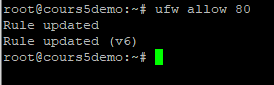 root@cours5demo:~# ufw allow 80
Rule updated
Rule updated (v6)
root@cours5demo:~#